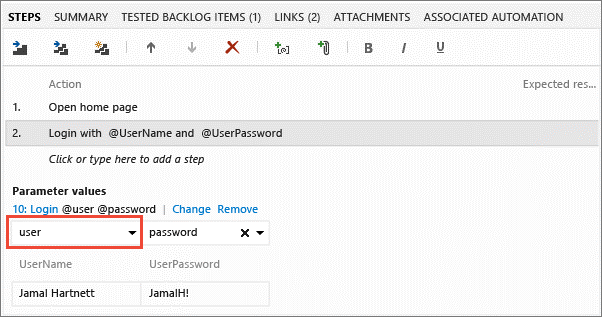 STEPS SUMMARY TESTED BACKLOG ITEMS (1) LINKS (2) ATTACHMENTS ASSOCIATED AUTOMATION
B I U
Action Expected res...
1. Open home page
2. Login with @UserName and @UserPassword
Click or type here to add a step
Parameter values
10: Login @user @password | Change Remove
user password
UserName UserPassword
Jamal Hartnett JamalH!